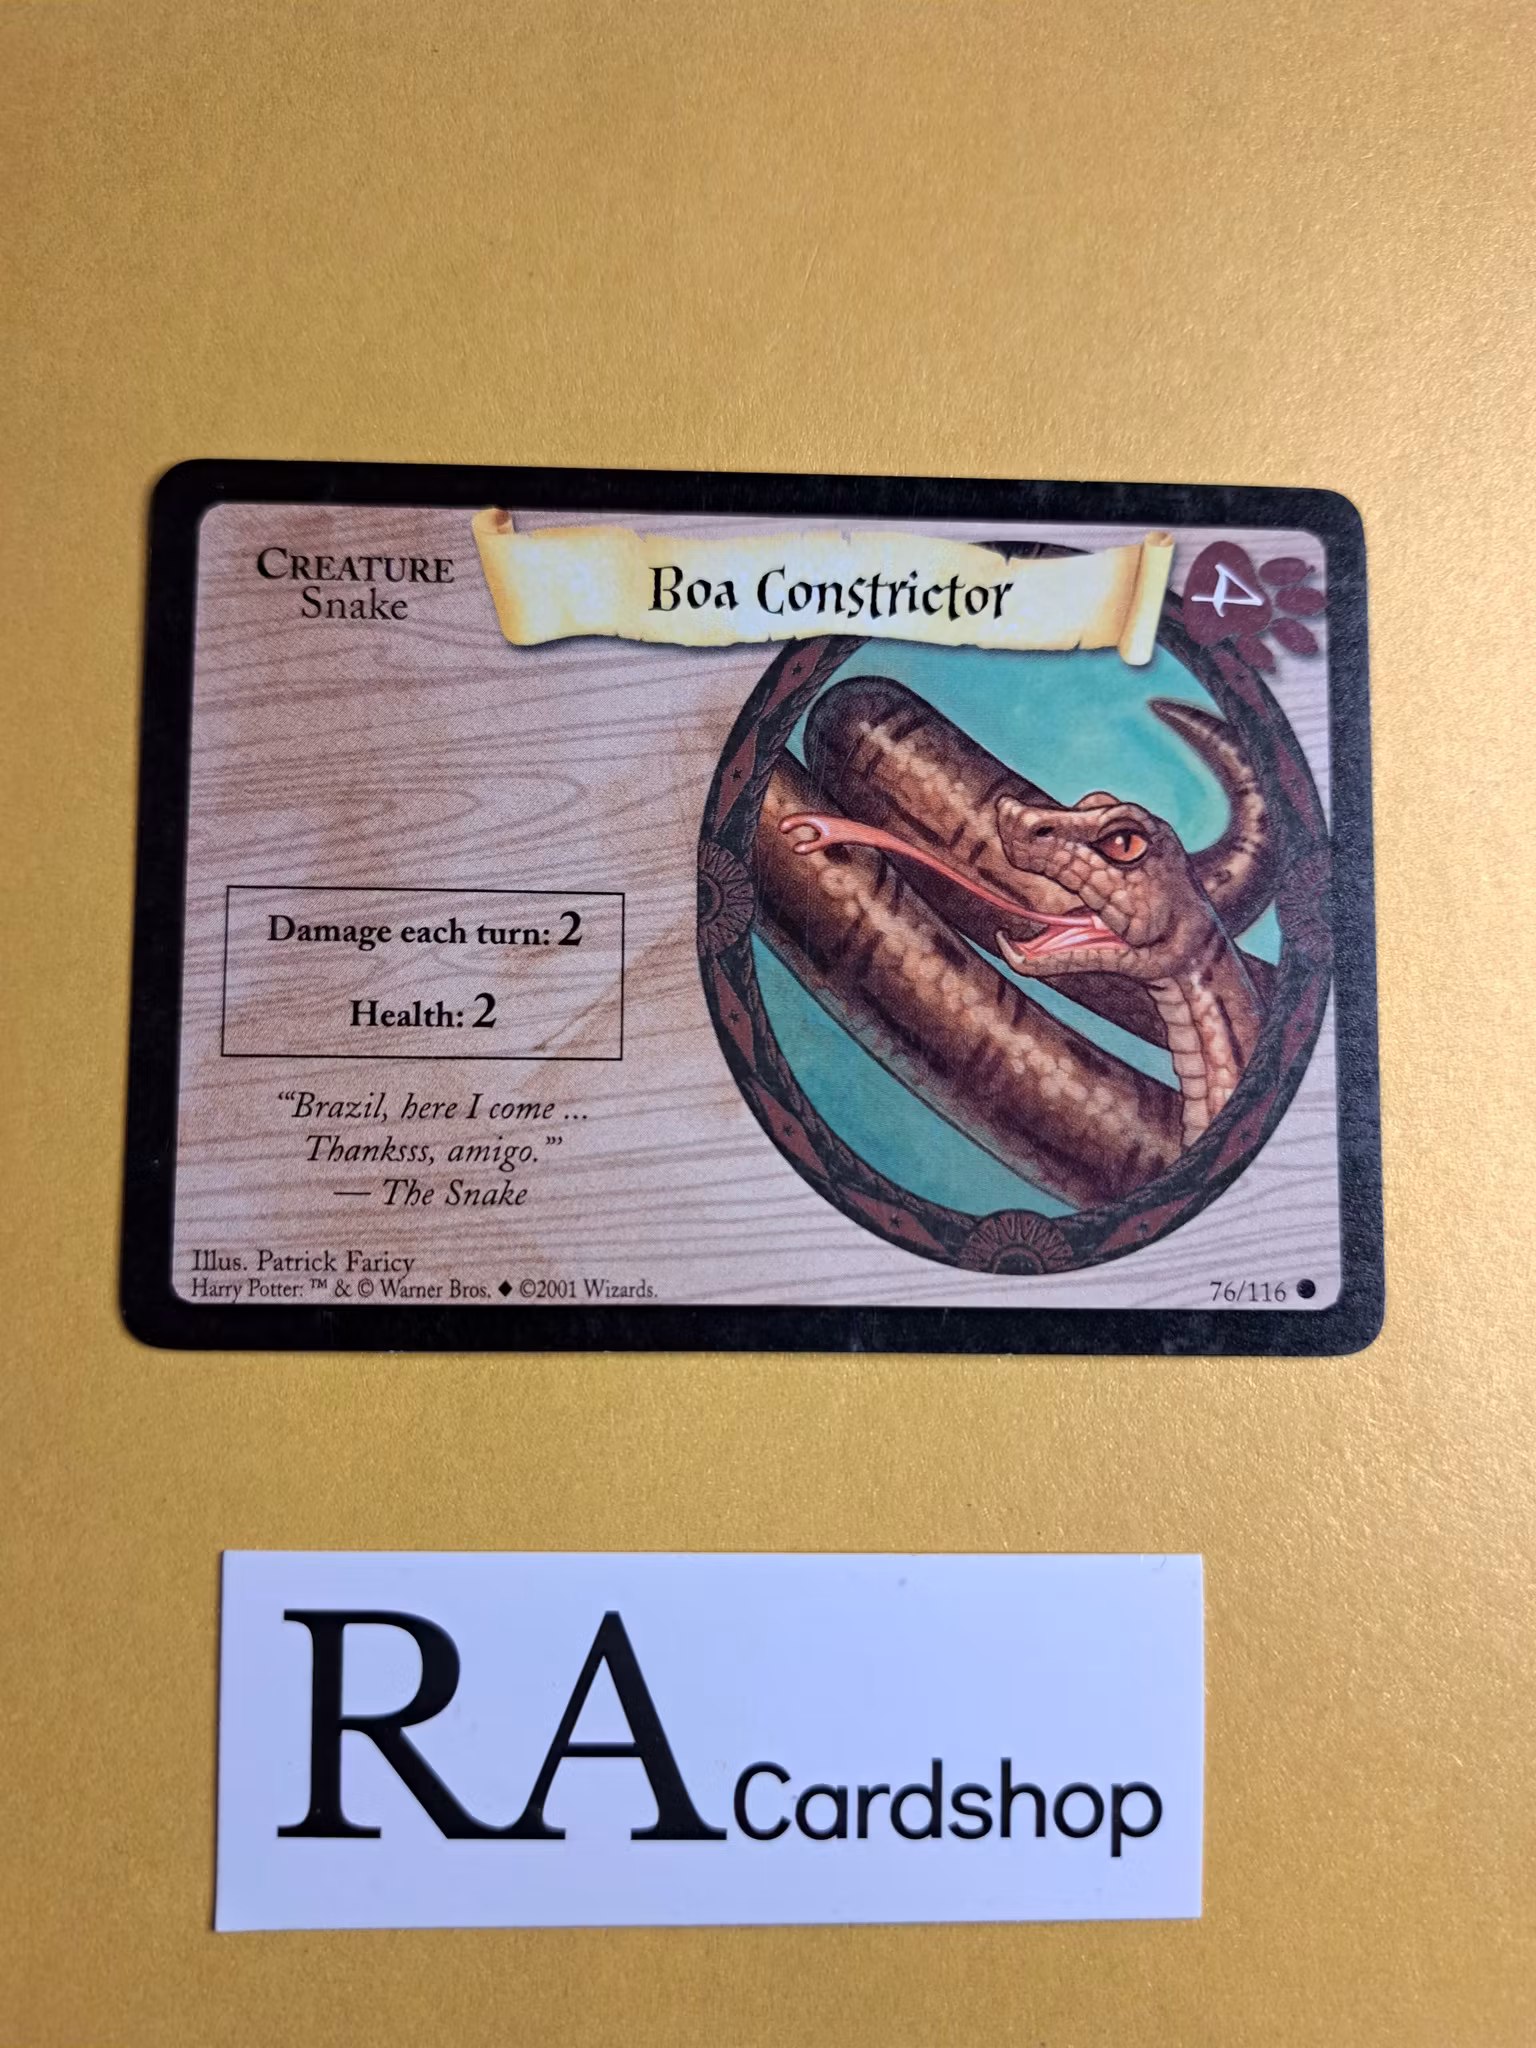 CREATURE
Snake
Boa Constrictor
4
Damage each turn: 2
Health: 2
“‘Brazil, here I come ...
Thanksss, amigo.’”
— The Snake
Illus. Patrick Faricy
Harry Potter: ™ & © Warner Bros. ◆ ©2001 Wizards.
76/116 ●
RA Cardshop